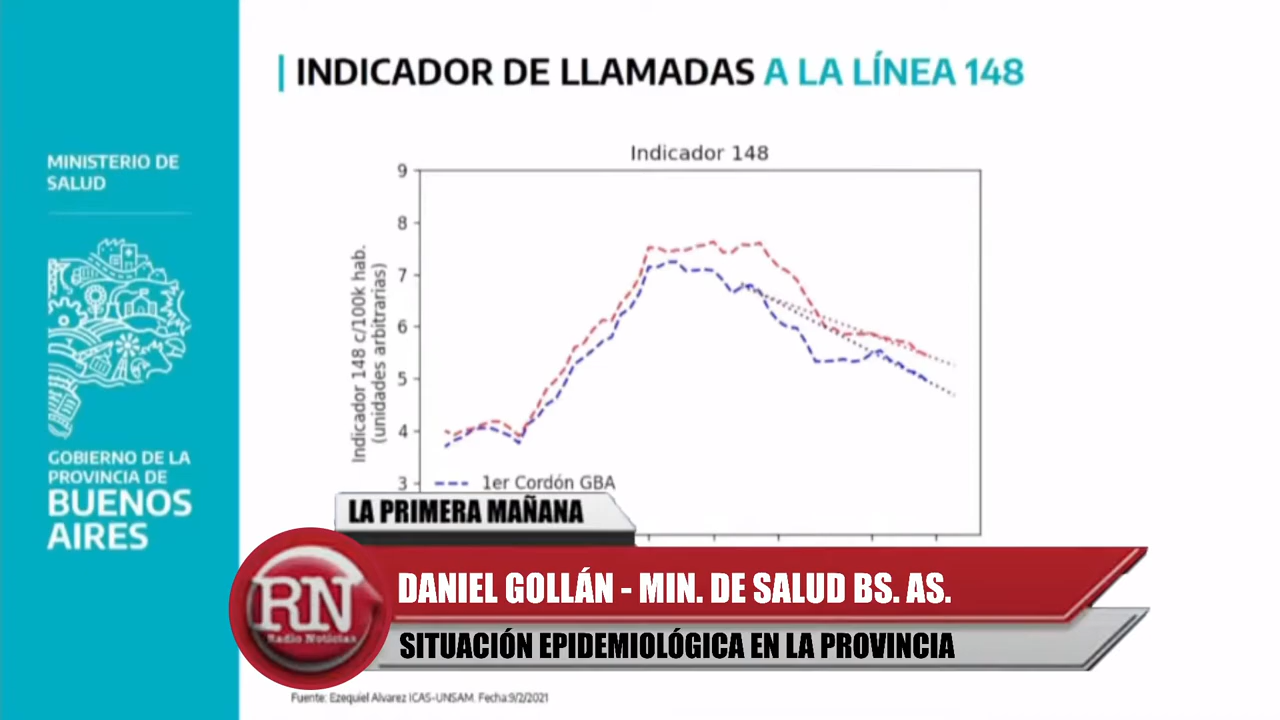 INDICADOR DE LLAMADAS A LA LÍNEA 148
MINISTERIO DE
SALUD
GOBIERNO DE LA
PROVINCIA DE
BUENOS
AIRES
Indicador 148
9
8
7
6
5
4
3
Indicador 148 c/100k hab.
(unidades arbitrarias)
1er Cordón GBA
LA PRIMERA MAÑANA
RN
Radio Noticias
DANIEL GOLLÁN - MIN. DE SALUD BS. AS.
SITUACIÓN EPIDEMIOLÓGICA EN LA PROVINCIA
Fuente: Ezequiel Alvarez ICAS-UNSAM. Fecha:9/2/2021